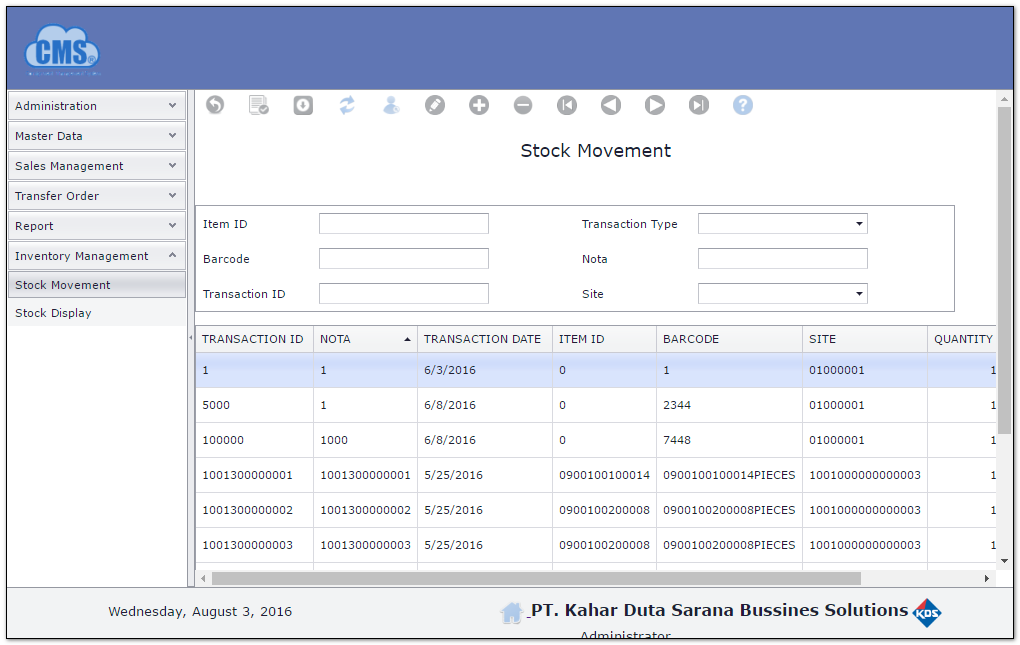 CMS
Administration
Master Data
Sales Management
Transfer Order
Report
Inventory Management
Stock Movement
Stock Display
?
Stock Movement
Item ID Transaction Type
Barcode Nota
Transaction ID Site
TRANSACTION ID NOTA TRANSACTION DATE ITEM ID BARCODE SITE QUANTITY
1 1 6/3/2016 0 1 01000001 1
5000 1 6/8/2016 0 2344 01000001 1
100000 1000 6/8/2016 0 7448 01000001 1
1001300000001 1001300000001 5/25/2016 0900100100014 0900100100014PIECES 1001000000000003 1
1001300000002 1001300000002 5/25/2016 0900100200008 0900100200008PIECES 1001000000000003 1
1001300000003 1001300000003 5/25/2016 0900100200008 0900100200008PIECES 1001000000000003 1
Wednesday, August 3, 2016
PT. Kahar Duta Sarana Bussines Solutions KDS
Administrator